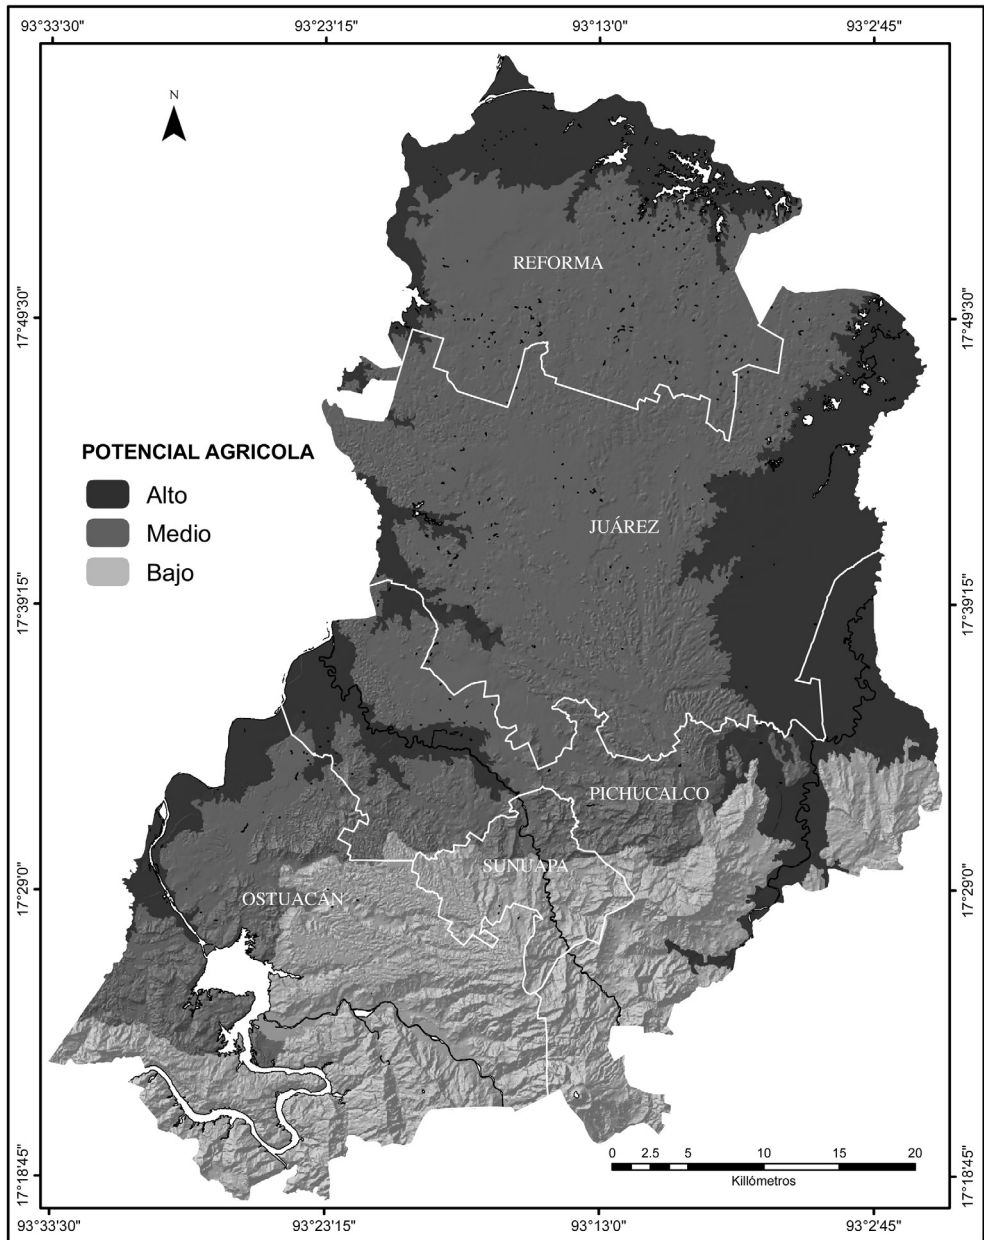 93°33'30"
93°23'15"
93°13'0"
93°2'45"
N
REFORMA
17°49'30"
17°49'30"
POTENCIAL AGRICOLA
Alto
Medio
Bajo
JUÁREZ
17°39'15"
17°39'15"
PICHUCALCO
SUNUAPA
OSTUACÁN
17°29'0"
17°29'0"
17°18'45"
17°18'45"
0 2.5 5 10 15 20
Killómetros
93°33'30"
93°23'15"
93°13'0"
93°2'45"